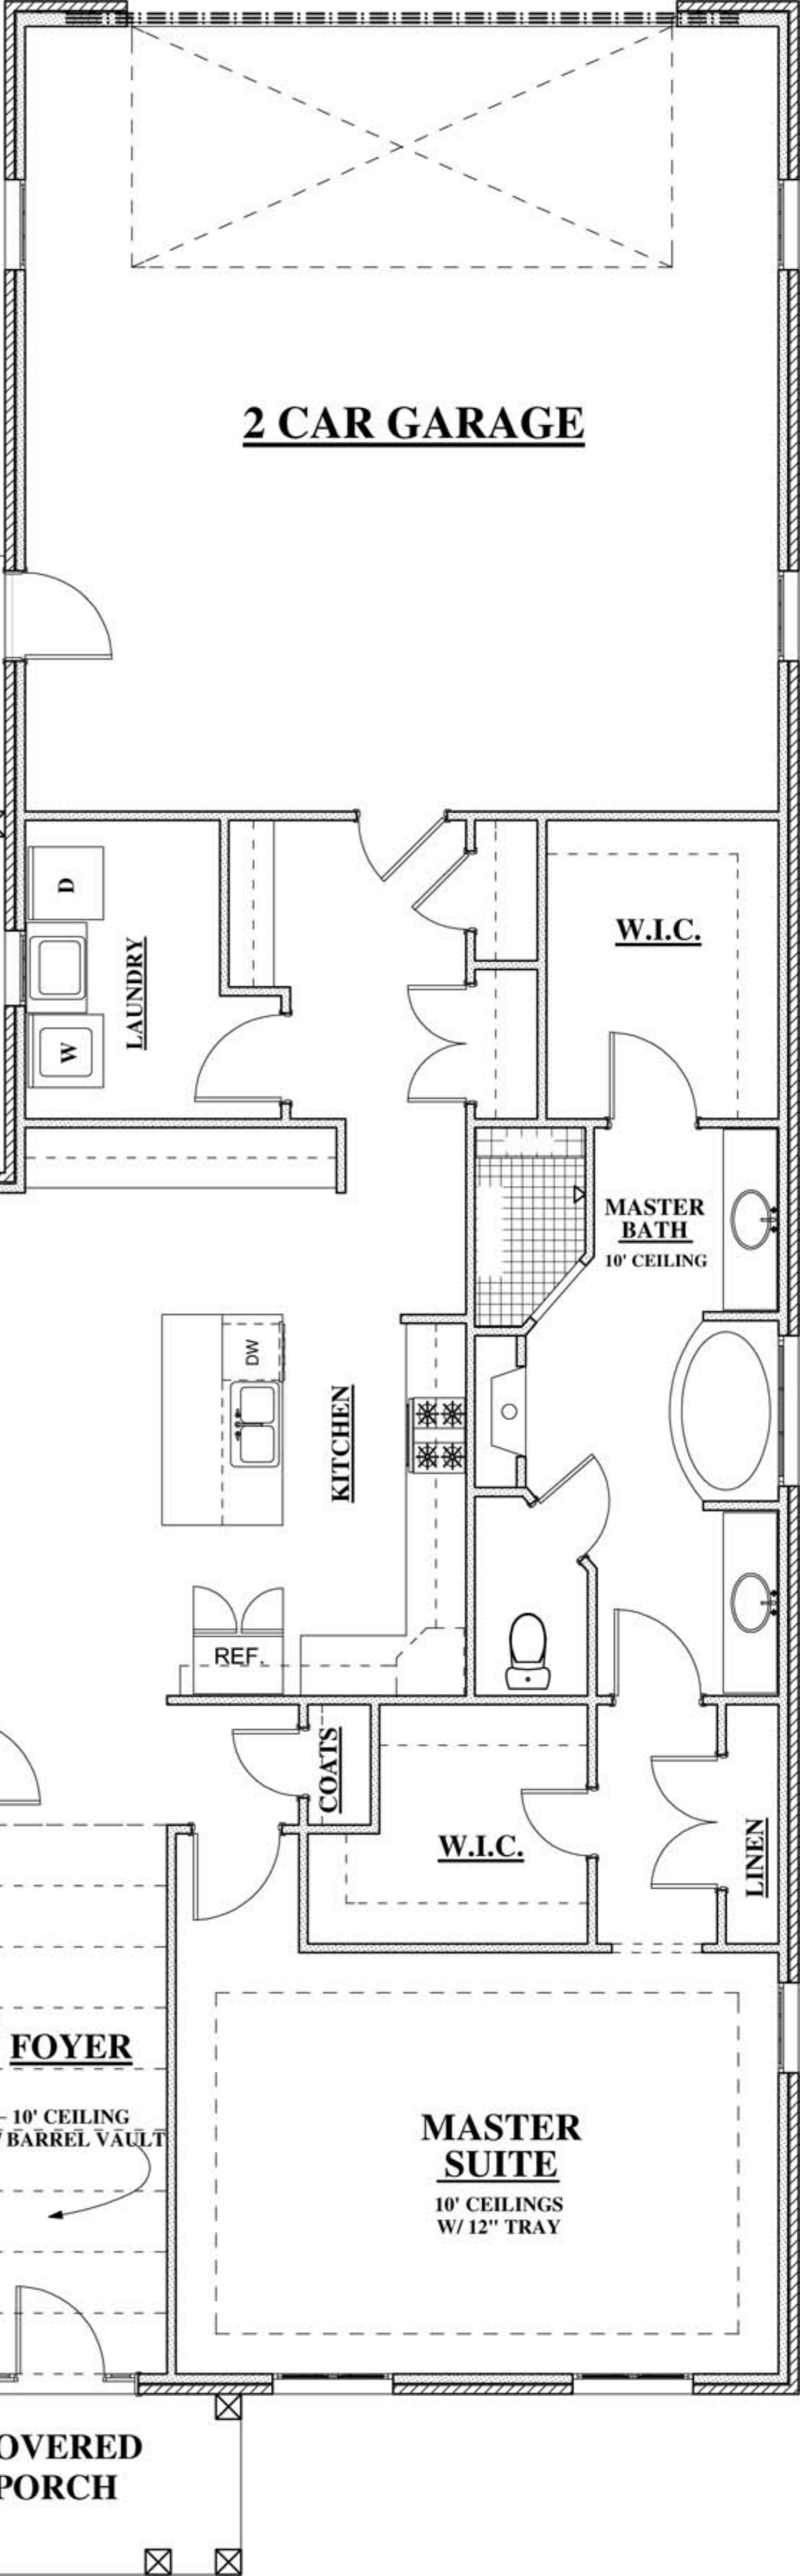 2 CAR GARAGE
D
W
LAUNDRY
W.I.C.
MASTER
BATH
10' CEILING
DW
KITCHEN
REF.
COATS
W.I.C.
LINEN
FOYER
10' CEILING
BARREL VAULT
MASTER
SUITE
10' CEILINGS
W/ 12" TRAY
OVERED
PORCH